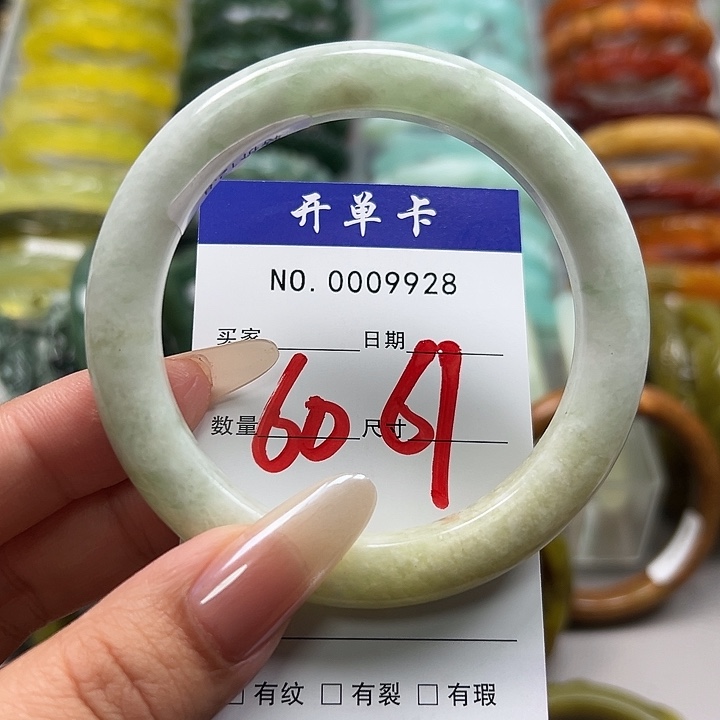 开单卡
NO. 0009928
买家 日期
数量 60 尺寸 61
□ 有纹 □ 有裂 □ 有瑕